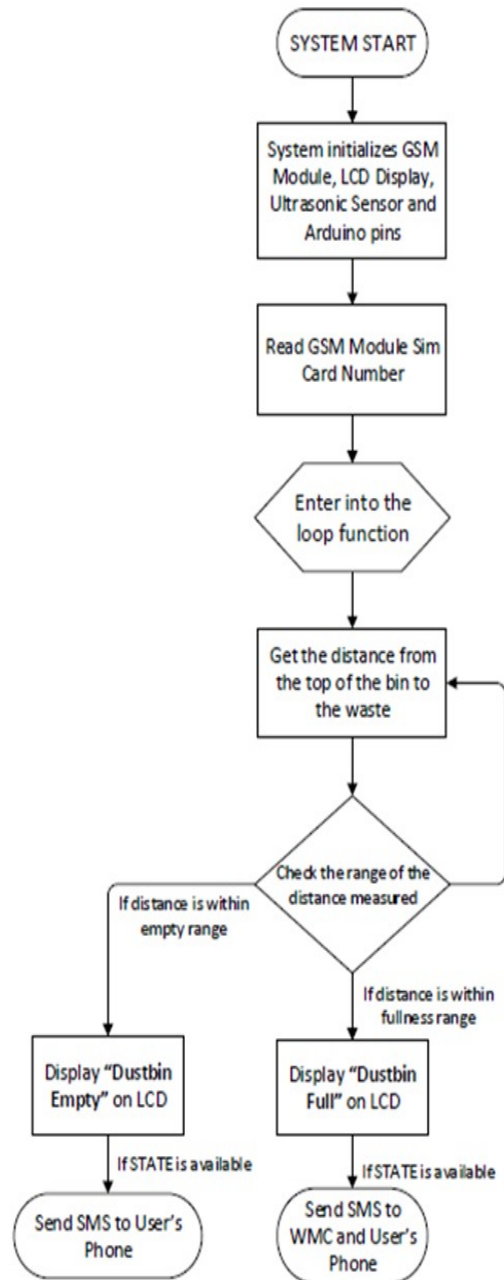 SYSTEM START
System initializes GSM
Module, LCD Display,
Ultrasonic Sensor and
Arduino pins
Read GSM Module Sim
Card Number
Enter into the
loop function
Get the distance from
the top of the bin to
the waste
Check the range of the
distance measured
If distance is within
empty range
If distance is within
fullness range
Display “Dustbin
Empty” on LCD
Display “Dustbin
Full” on LCD
If STATE is available
If STATE is available
Send SMS to User's
Phone
Send SMS to
WMC and User's
Phone